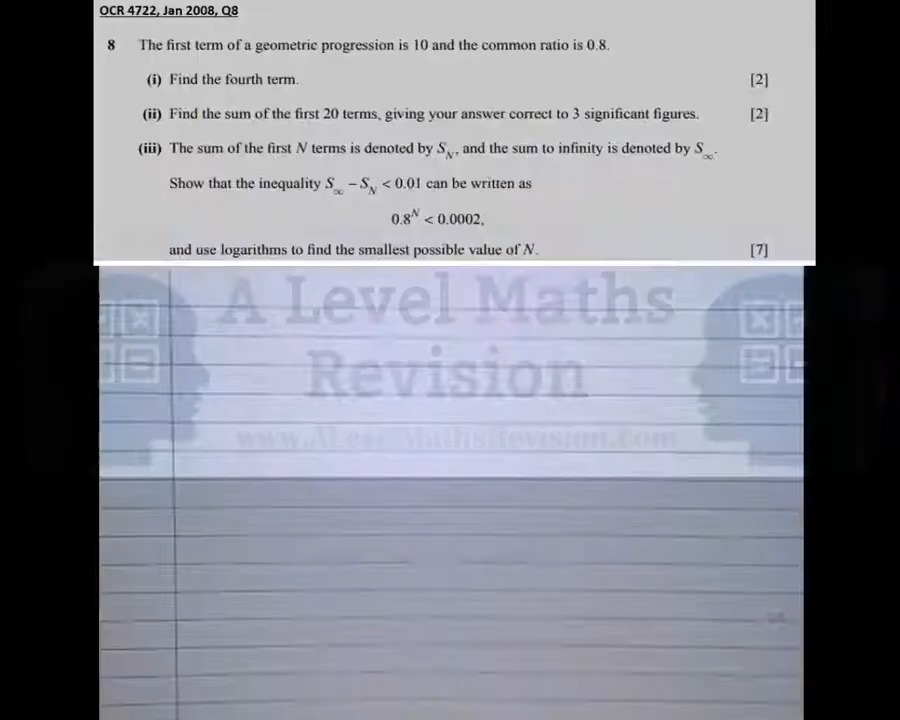 OCR 4722, Jan 2008, Q8
8 The first term of a geometric progression is 10 and the common ratio is 0.8.
(i) Find the fourth term. [2]
(ii) Find the sum of the first 20 terms, giving your answer correct to 3 significant figures. [2]
(iii) The sum of the first N terms is denoted by S_N, and the sum to infinity is denoted by S_∞.
Show that the inequality S_∞ − S_N < 0.01 can be written as
0.8^N < 0.0002,
and use logarithms to find the smallest possible value of N. [7]
A Level Maths
Revision
www.ALevelMathsRevision.com